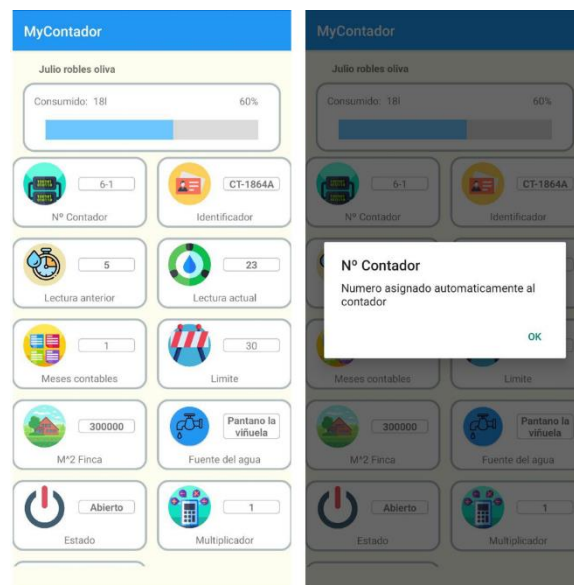 MyContador
Julio robles oliva
Consumido: 18l 60%
6-1
Nº Contador
CT-1864A
Identificador
5
Lectura anterior
23
Lectura actual
1
Meses contables
30
Limite
300000
M^2 Finca
Pantano la
viñuela
Fuente del agua
Abierto
Estado
1
Multiplicador
MyContador
Julio robles oliva
Consumido: 18l 60%
6-1
Nº Contador
CT-1864A
Identificador
Nº Contador
Numero asignado automaticamente al
contador
OK
Meses contables
30
Limite
300000
M^2 Finca
Pantano la
viñuela
Fuente del agua
Abierto
Estado
1
Multiplicador